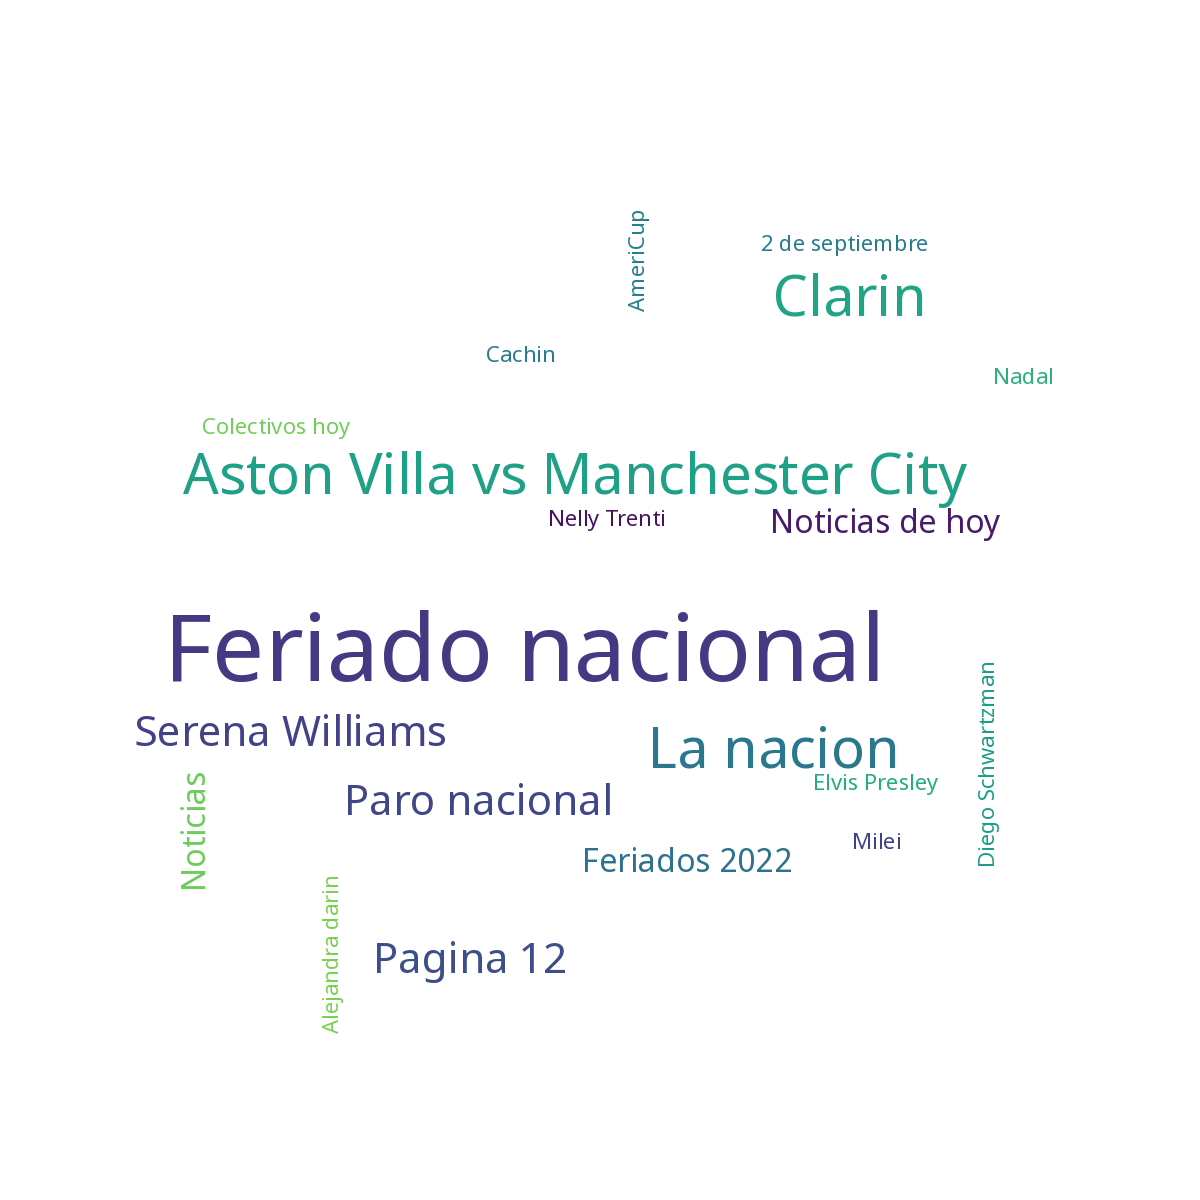 AmeriCup
2 de septiembre
Clarin
Cachin
Nadal
Colectivos hoy
Aston Villa vs Manchester City
Nelly Trenti
Noticias de hoy
Feriado nacional
Serena Williams
La nacion
Diego Schwartzman
Elvis Presley
Noticias
Paro nacional
Milei
Feriados 2022
Alejandra darin
Pagina 12